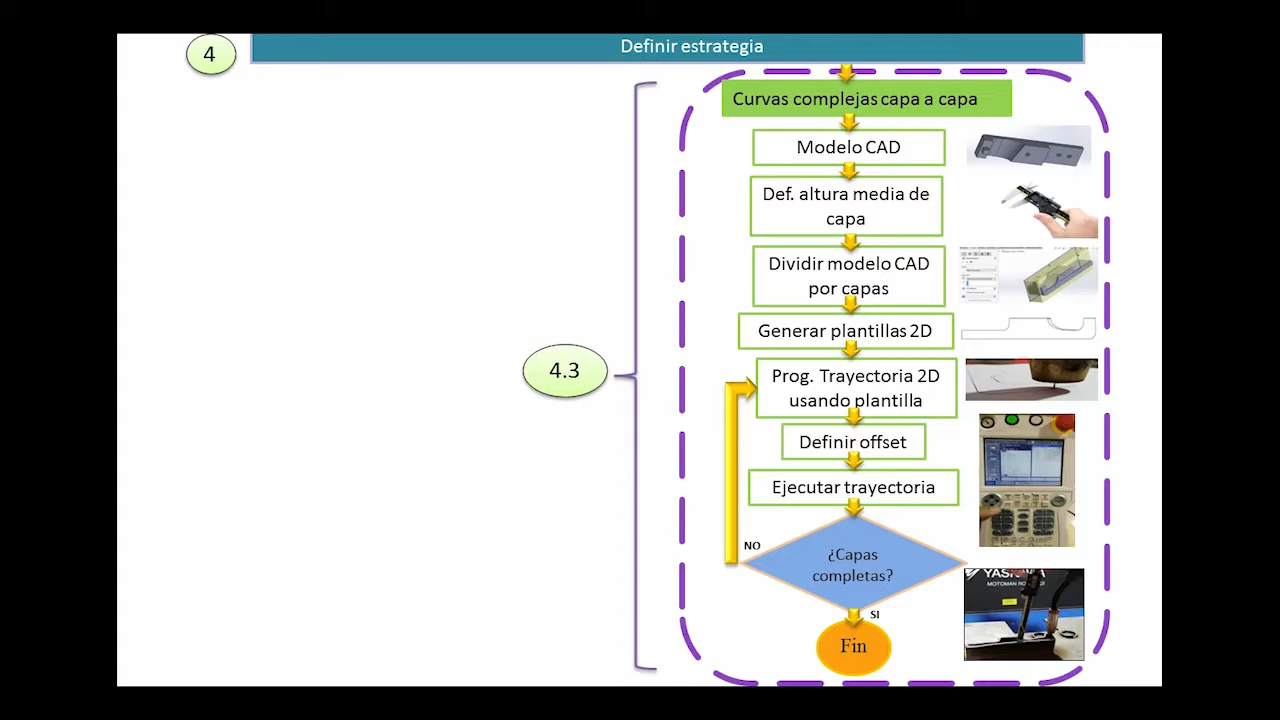 4
Definir estrategia
Curvas complejas capa a capa
Modelo CAD
Def. altura media de
capa
Dividir modelo CAD
por capas
Generar plantillas 2D
4.3
Prog. Trayectoria 2D
usando plantilla
Definir offset
Ejecutar trayectoria
NO
¿Capas
completas?
SI
Fin